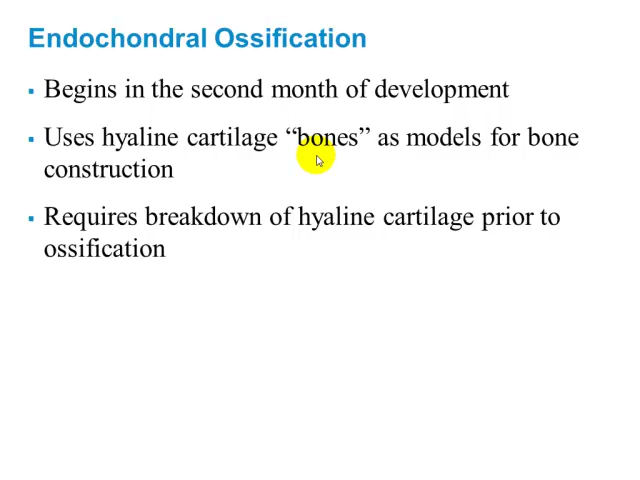 Endochondral Ossification
▪ Begins in the second month of development
▪ Uses hyaline cartilage “bones” as models for bone
construction
▪ Requires breakdown of hyaline cartilage prior to
ossification